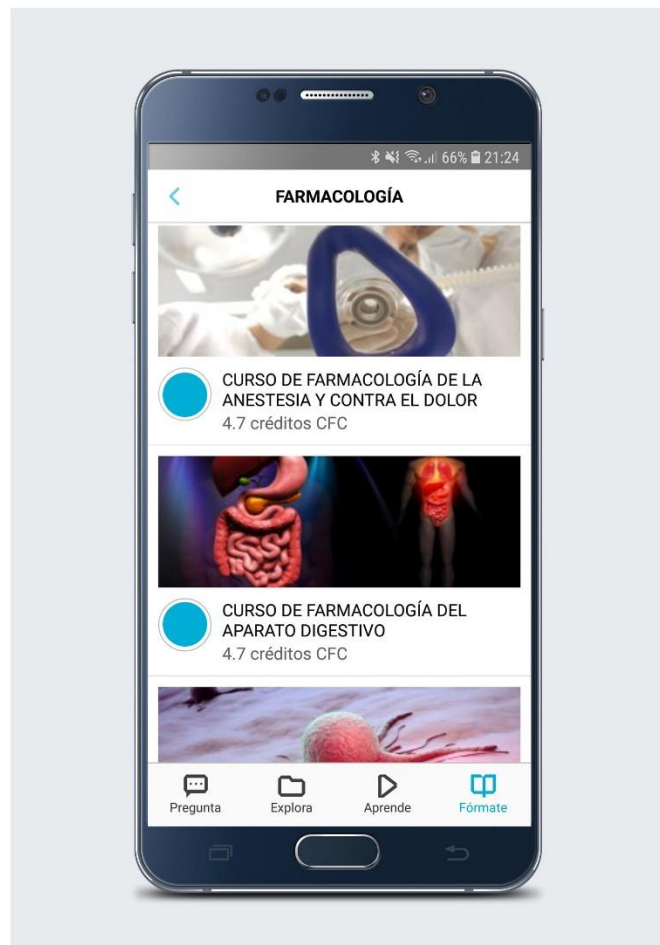 66% 21:24
FARMACOLOGÍA
CURSO DE FARMACOLOGÍA DE LA
ANESTESIA Y CONTRA EL DOLOR
4.7 créditos CFC
CURSO DE FARMACOLOGÍA DEL
APARATO DIGESTIVO
4.7 créditos CFC
Pregunta Explora Aprende Fórmate